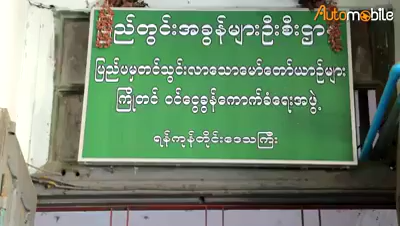 Automobile
ပြည်တွင်းအခွန်များဦးစီးဌာန
ပြည်ပမှတင်သွင်းလာသောမော်တော်ယာဉ်များ
ကြိုတင် ဝင်ငွေခွန်ကောက်ခံရေးအဖွဲ့
ရန်ကုန်တိုင်းဒေသကြီး